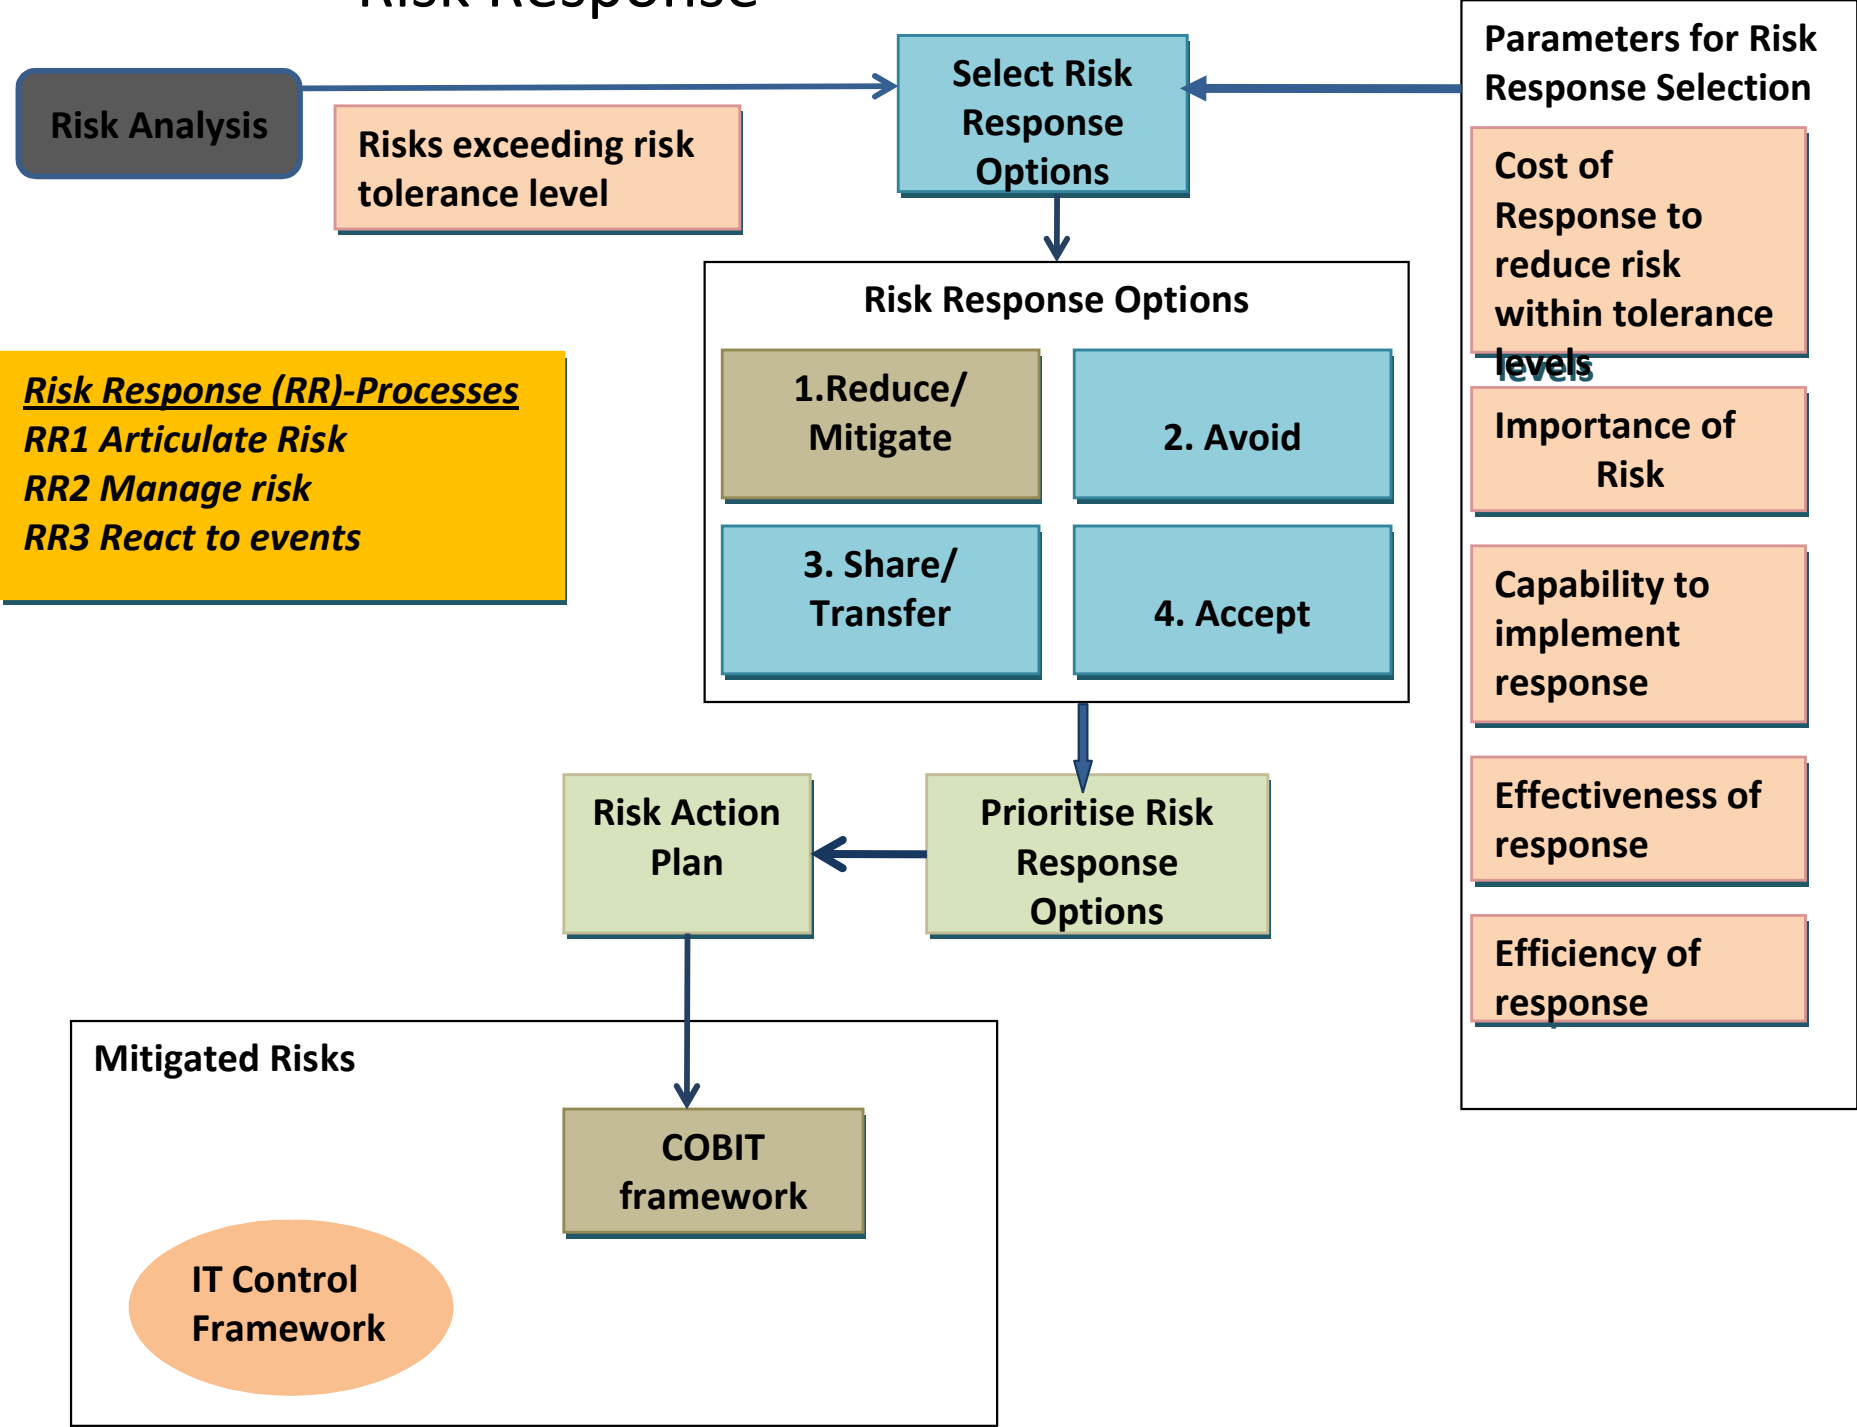 Risk Response
Risk Analysis
Risks exceeding risk
tolerance level
Select Risk
Response
Options
Parameters for Risk
Response Selection
Cost of
Response to
reduce risk
within tolerance
levels
Importance of
Risk
Capability to
implement
response
Effectiveness of
response
Efficiency of
response
Risk Response Options
1.Reduce/
Mitigate
2. Avoid
3. Share/
Transfer
4. Accept
Risk Response (RR)-Processes
RR1 Articulate Risk
RR2 Manage risk
RR3 React to events
Risk Action
Plan
Prioritise Risk
Response
Options
Mitigated Risks
COBIT
framework
IT Control
Framework